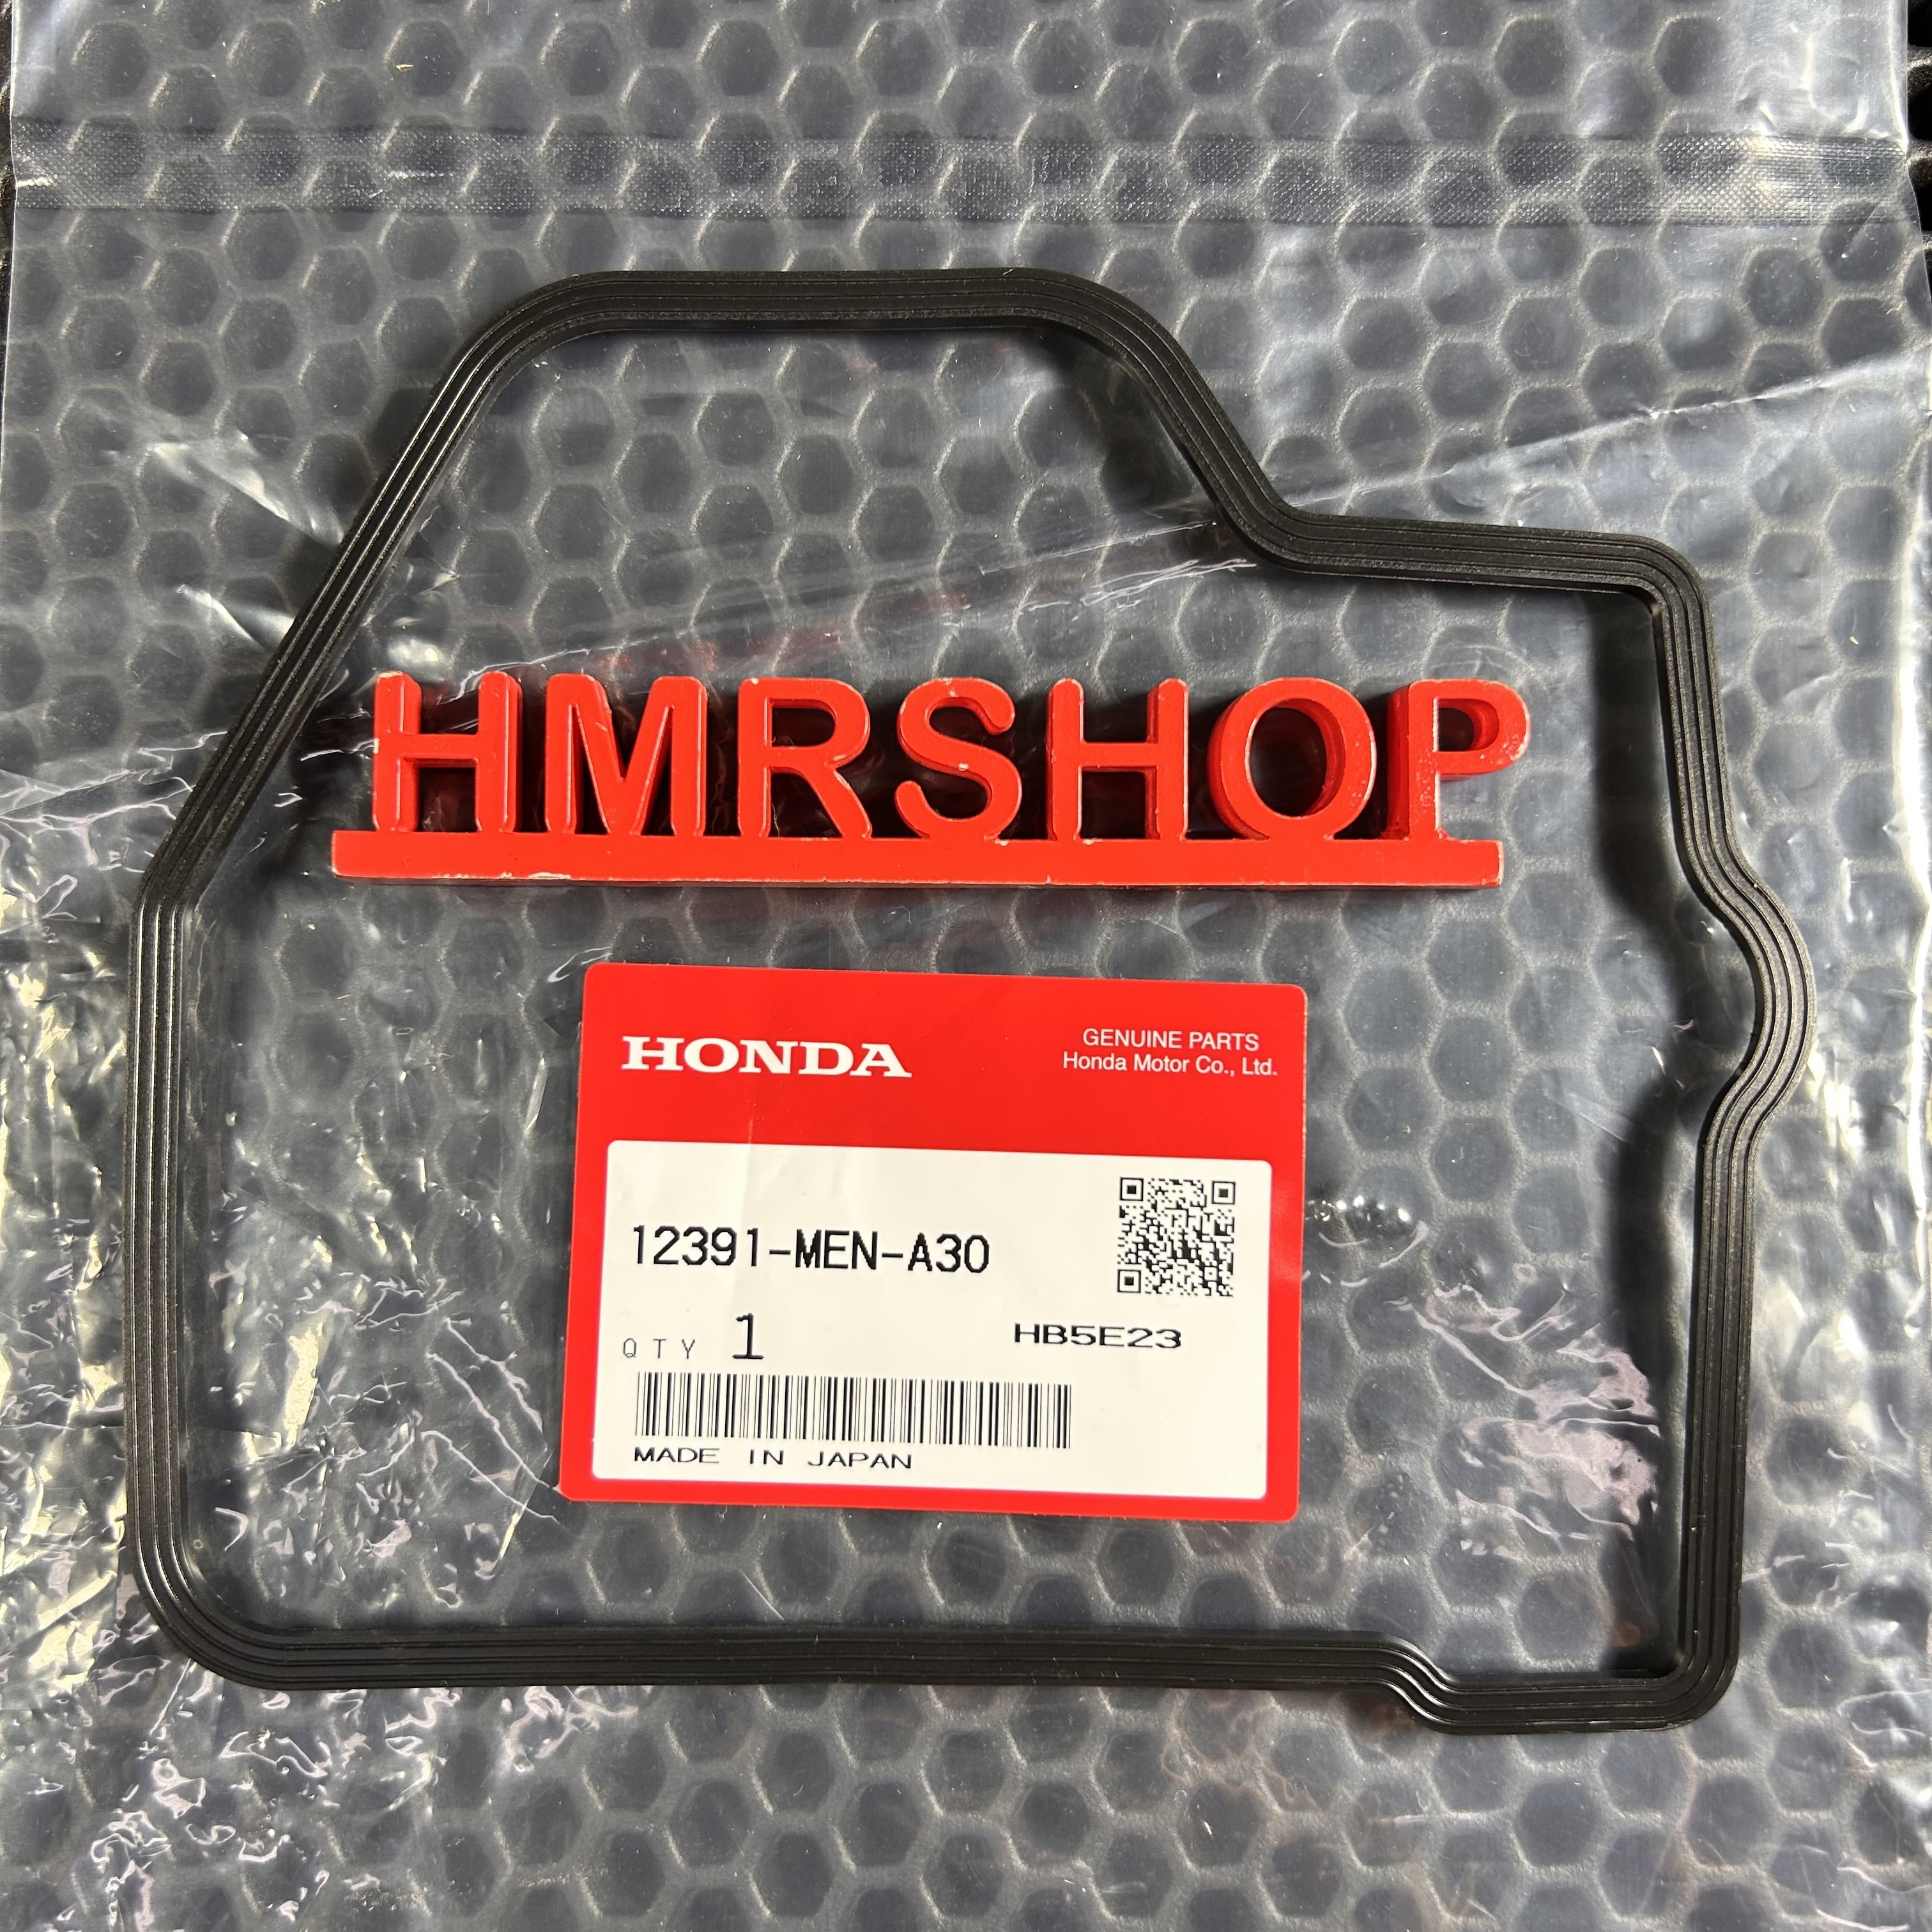 HMRSHOP
HONDA
GENUINE PARTS
Honda Motor Co., Ltd.
12391-MEN-A30
QTY 1
HB5E23
MADE IN JAPAN